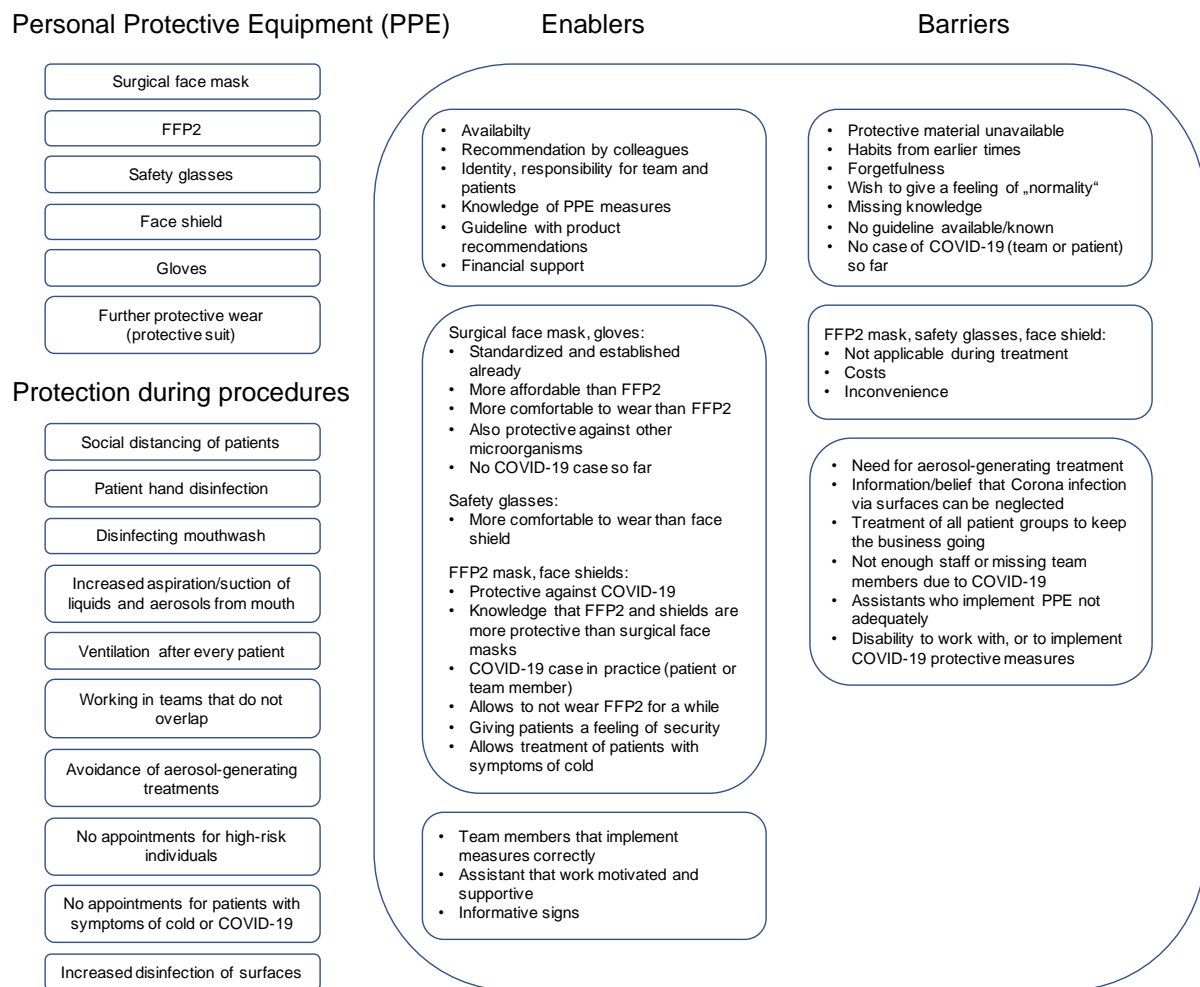 Personal Protective Equipment (PPE)
Enablers
Barriers
Surgical face mask
FFP2
Safety glasses
Face shield
Gloves
Further protective wear
(protective suit)
Protection during procedures
Social distancing of patients
Patient hand disinfection
Disinfecting mouthwash
Increased aspiration/suction of
liquids and aerosols from mouth
Ventilation after every patient
Working in teams that do not
overlap
Avoidance of aerosol-generating
treatments
No appointments for high-risk
individuals
No appointments for patients with
symptoms of cold or COVID-19
Increased disinfection of surfaces
• Availabilty
• Recommendation by colleagues
• Identity, responsibility for team and
patients
• Knowledge of PPE measures
• Guideline with product
recommendations
• Financial support
Surgical face mask, gloves:
• Standardized and established
already
• More affordable than FFP2
• More comfortable to wear than FFP2
• Also protective against other
microorganisms
• No COVID-19 case so far
Safety glasses:
• More comfortable to wear than face
shield
FFP2 mask, face shields:
• Protective against COVID-19
• Knowledge that FFP2 and shields are
more protective than surgical face
masks
• COVID-19 case in practice (patient or
team member)
• Allows to not wear FFP2 for a while
• Giving patients a feeling of security
• Allows treatment of patients with
symptoms of cold
• Team members that implement
measures correctly
• Assistant that work motivated and
supportive
• Informative signs
• Protective material unavailable
• Habits from earlier times
• Forgetfulness
• Wish to give a feeling of „normality“
• Missing knowledge
• No guideline available/known
• No case of COVID-19 (team or patient)
so far
FFP2 mask, safety glasses, face shield:
• Not applicable during treatment
• Costs
• Inconvenience
• Need for aerosol-generating treatment
• Information/belief that Corona infection
via surfaces can be neglected
• Treatment of all patient groups to keep
the business going
• Not enough staff or missing team
members due to COVID-19
• Assistants who implement PPE not
adequately
• Disability to work with, or to implement
COVID-19 protective measures